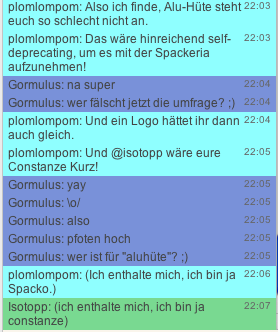 plomlompom: Also ich finde, Alu-Hüte steht 22:03
euch so schlecht nicht an.
plomlompom: Das wäre hinreichend self- 22:03
deprecating, um es mit der Spackeria
aufzunehmen!
Gormulus: na super 22:04
Gormulus: wer fälscht jetzt die umfrage? ;) 22:04
plomlompom: Und ein Logo hättet ihr dann 22:04
auch gleich.
plomlompom: Und @isotopp wäre eure 22:05
Constanze Kurz!
Gormulus: yay 22:05
Gormulus: \o/ 22:05
Gormulus: also 22:05
Gormulus: pfoten hoch 22:05
Gormulus: wer ist für "aluhüte"? ;) 22:05
plomlompom: (Ich enthalte mich, ich bin ja 22:06
Spacko.)
Isotopp: (ich enthalte mich, ich bin ja 22:07
constanze)